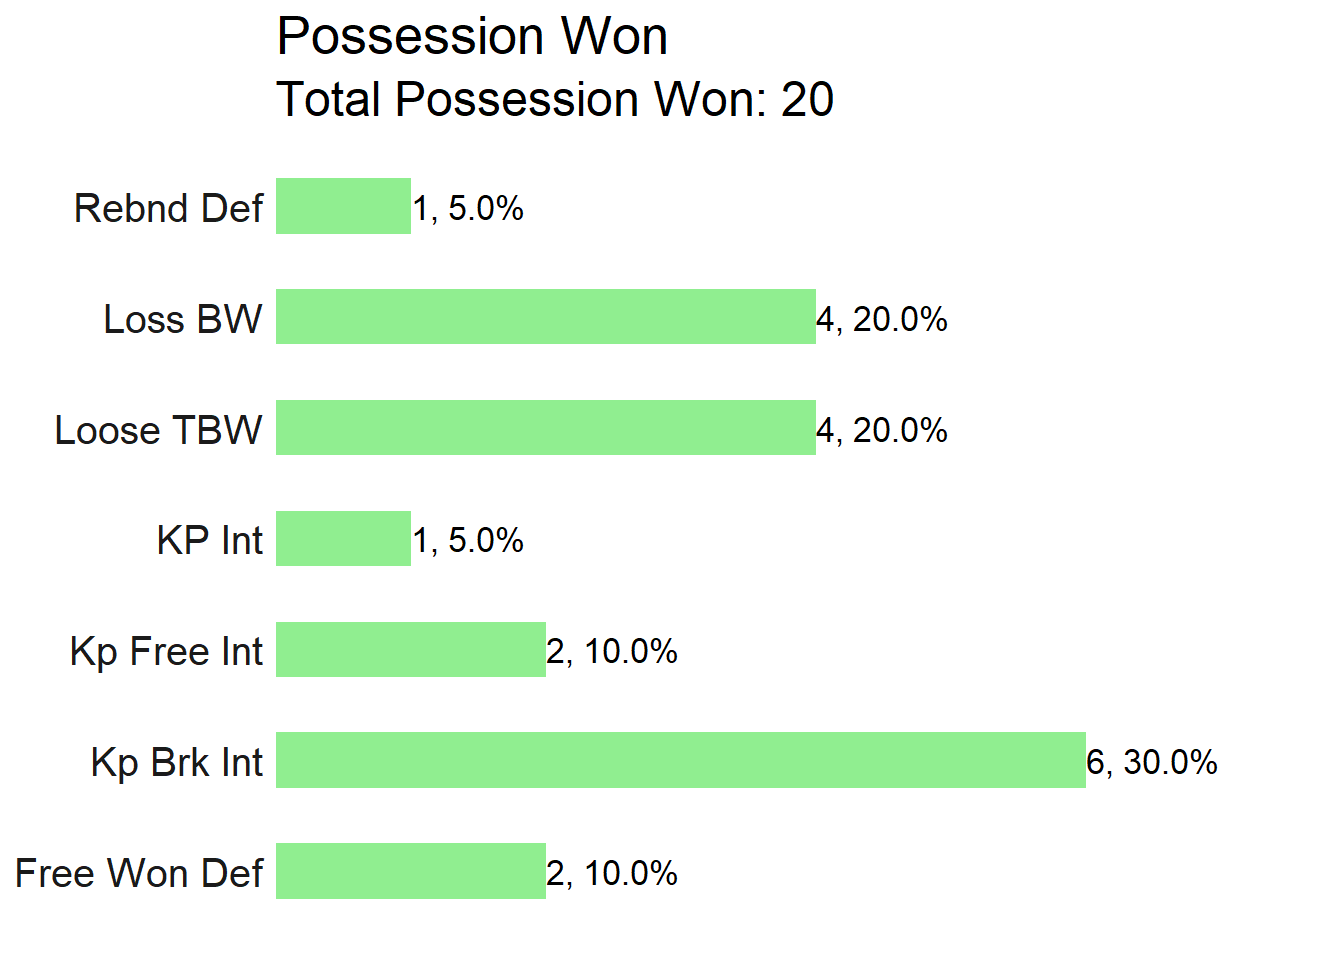 Possession Won
Total Possession Won: 20
Rebnd Def 1, 5.0%
Loss BW 4, 20.0%
Loose TBW 4, 20.0%
KP Int 1, 5.0%
Kp Free Int 2, 10.0%
Kp Brk Int 6, 30.0%
Free Won Def 2, 10.0%